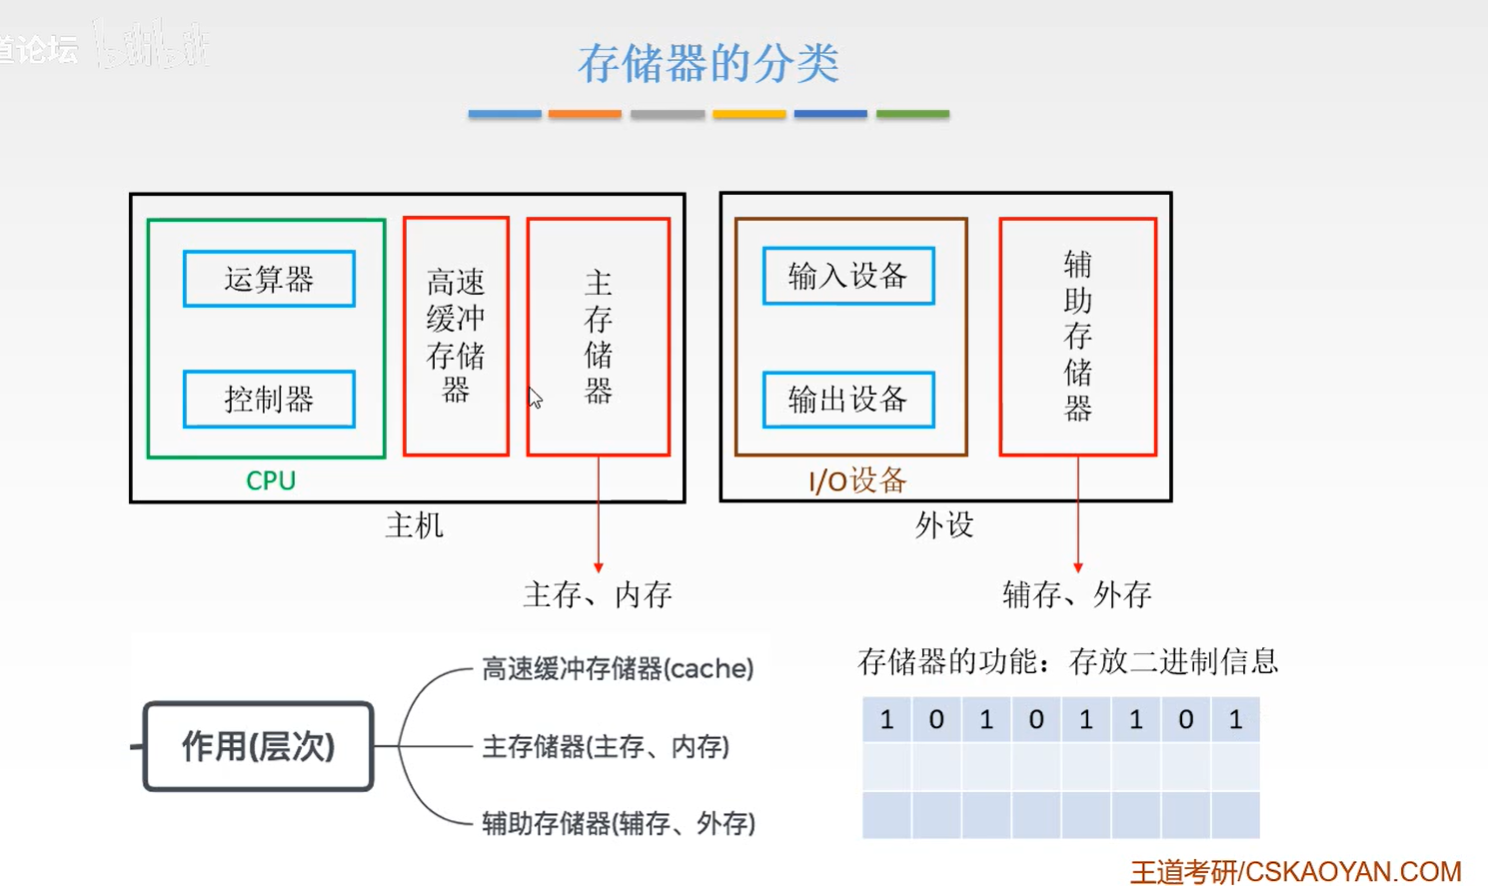 道论坛
bilibili
存储器的分类
运算器
控制器
CPU
高速
缓冲
存储
器
主
存
储
器
主机
输入设备
输出设备
I/O设备
辅
助
存
储
器
外设
主存、内存
辅存、外存
作用(层次)
高速缓冲存储器(cache)
主存储器(主存、内存)
辅助存储器(辅存、外存)
存储器的功能：存放二进制信息
1 0 1 0 1 1 0 1
王道考研/CSKAOYAN.COM